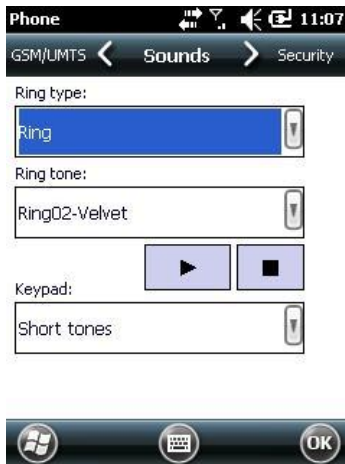 Phone 11:07
GSM/UMTS Sounds Security
Ring type:
Ring
Ring tone:
Ring02-Velvet
Keypad:
Short tones
OK